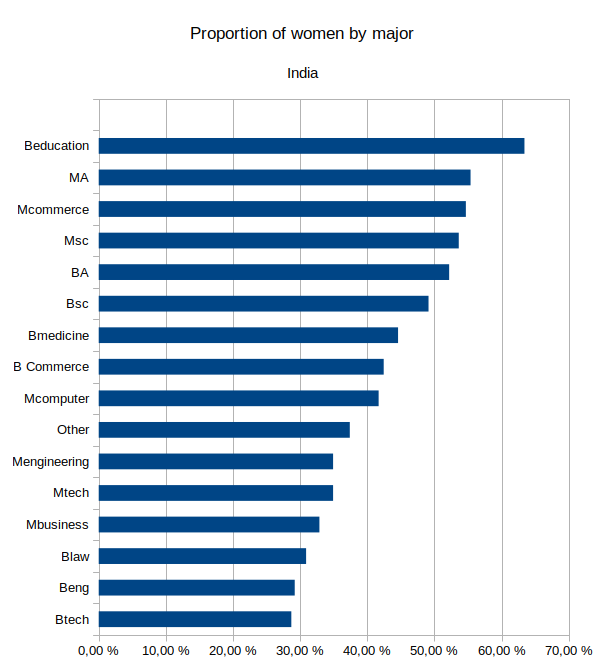 Proportion of women by major
India
Beducation
MA
Mcommerce
Msc
BA
Bsc
Bmedicine
B Commerce
Mcomputer
Other
Mengineering
Mtech
Mbusiness
Blaw
Beng
Btech
0,00 % 10,00 % 20,00 % 30,00 % 40,00 % 50,00 % 60,00 % 70,00 %